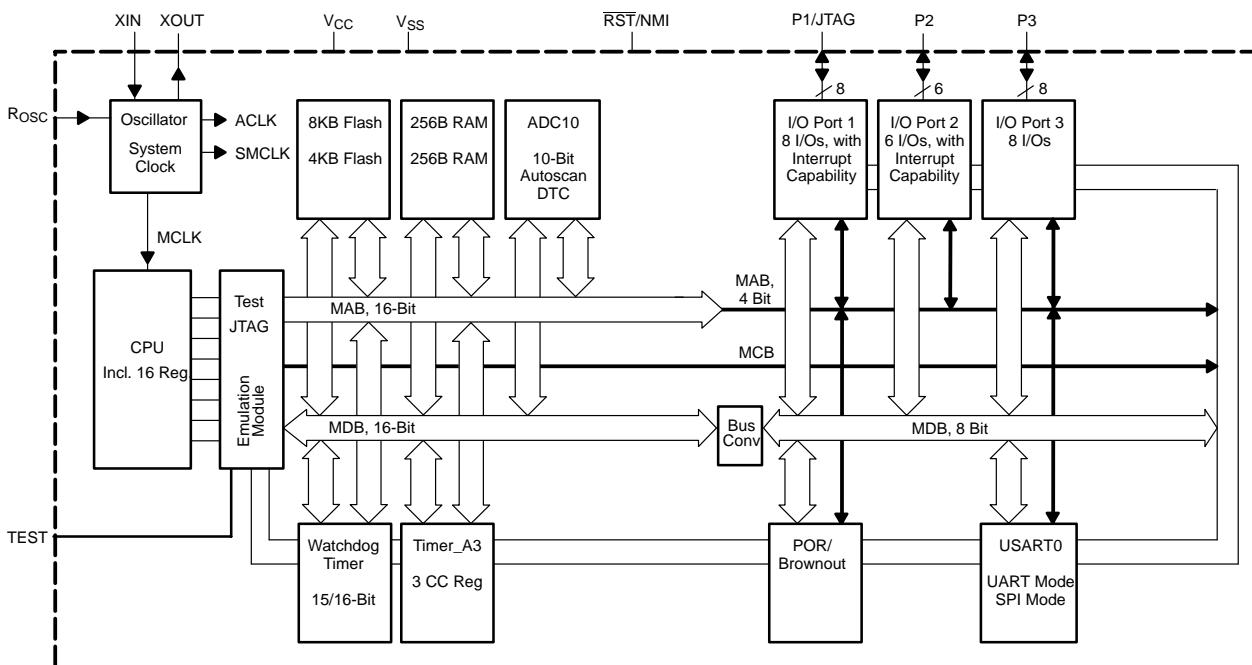 XIN
XOUT
VCC
VSS
RST/NMI
P1/JTAG
P2
P3
8
6
8
ROSC
Oscillator
System
Clock
ACLK
SMCLK
8KB Flash
4KB Flash
256B RAM
256B RAM
ADC10
10-Bit
Autoscan
DTC
I/O Port 1
8 I/Os, with
Interrupt
Capability
I/O Port 2
6 I/Os, with
Interrupt
Capability
I/O Port 3
8 I/Os
MCLK
CPU
Incl. 16 Reg.
Test
JTAG
Emulation
Module
MAB, 16-Bit
MAB,
4 Bit
MCB
MDB, 16-Bit
Bus
Conv
MDB, 8 Bit
TEST
Watchdog
Timer
15/16-Bit
Timer_A3
3 CC Reg
POR/
Brownout
USART0
UART Mode
SPI Mode